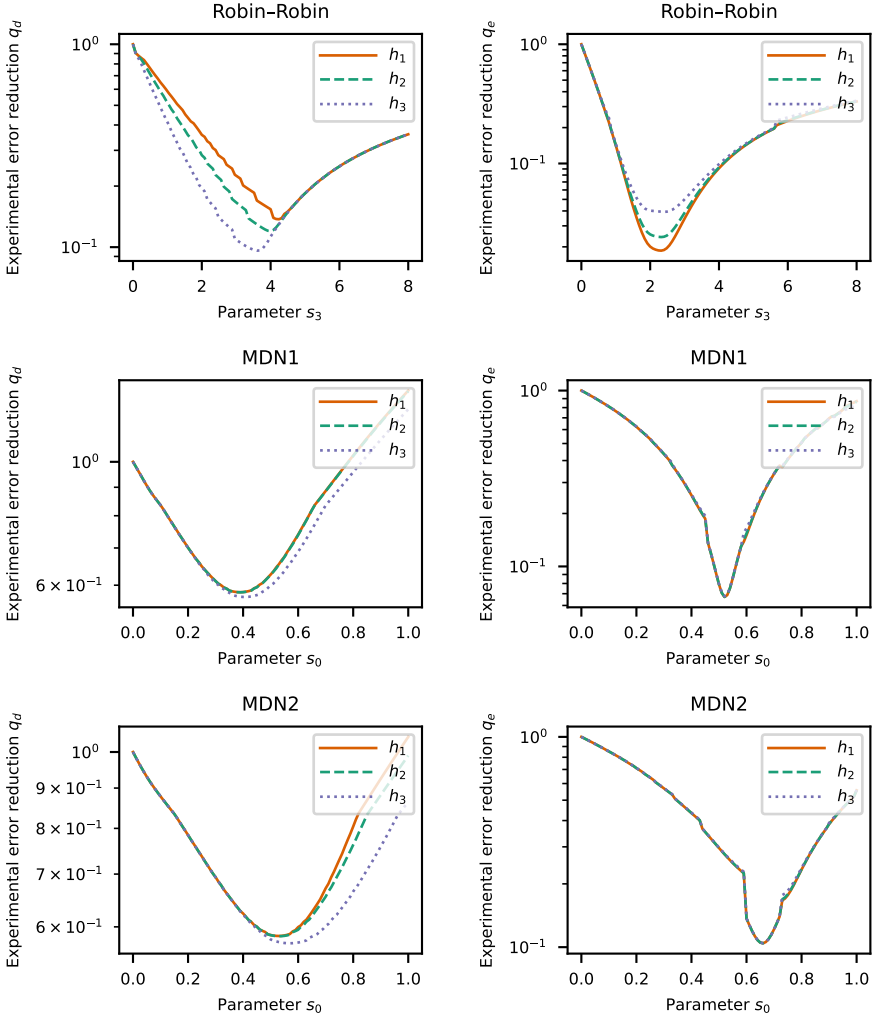 Robin–Robin
Experimental error reduction q_d
10^0
10^{-1}
h_1
h_2
h_3
0 2 4 6 8
Parameter s_3
Robin–Robin
Experimental error reduction q_e
10^0
10^{-1}
h_1
h_2
h_3
0 2 4 6 8
Parameter s_3
MDN1
Experimental error reduction q_d
10^0
6 × 10^{-1}
h_1
h_2
h_3
0.0 0.2 0.4 0.6 0.8 1.0
Parameter s_0
MDN1
Experimental error reduction q_e
10^0
10^{-1}
h_1
h_2
h_3
0.0 0.2 0.4 0.6 0.8 1.0
Parameter s_0
MDN2
Experimental error reduction q_d
10^0
9 × 10^{-1}
8 × 10^{-1}
7 × 10^{-1}
6 × 10^{-1}
h_1
h_2
h_3
0.0 0.2 0.4 0.6 0.8 1.0
Parameter s_0
MDN2
Experimental error reduction q_e
10^0
10^{-1}
h_1
h_2
h_3
0.0 0.2 0.4 0.6 0.8 1.0
Parameter s_0